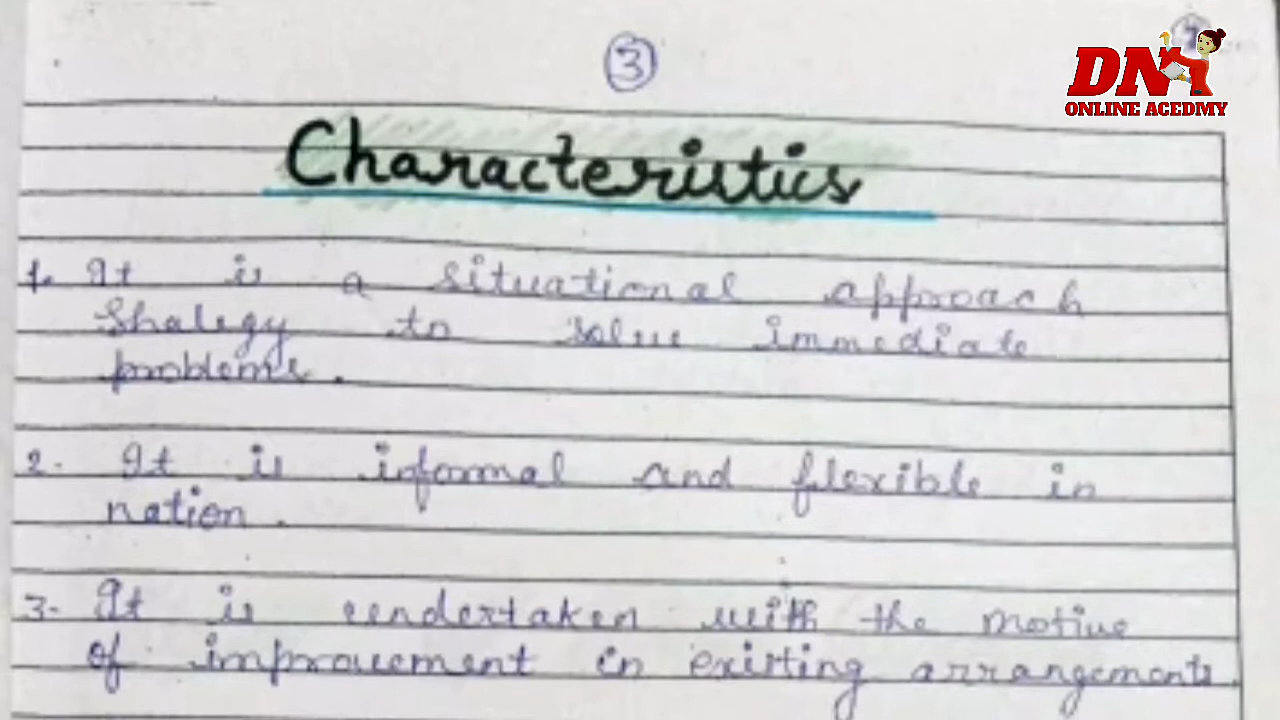 3
DN
ONLINE ACEDMY
Characteristics
1. It is a situational approach
Stralegy to solve immediate
problems.
2. It is informal and flexible in
nation.
3. It is undertaken with the motive
of improvement in existing arrangements.